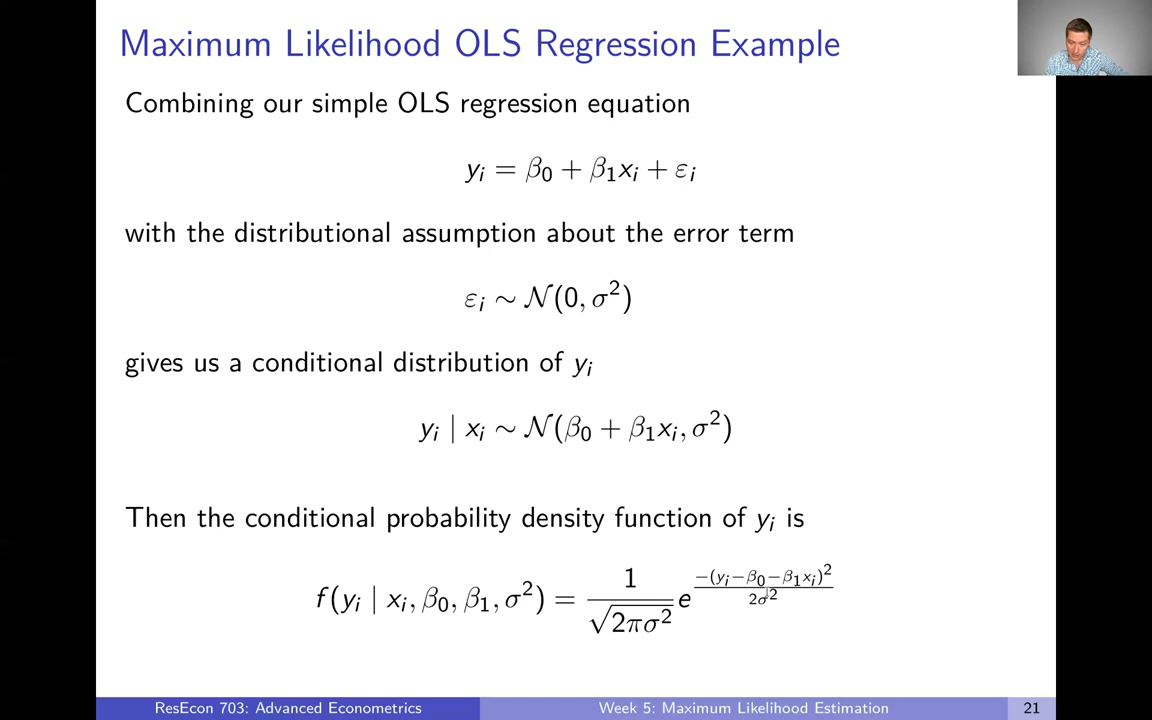 Maximum Likelihood OLS Regression Example
Combining our simple OLS regression equation
yᵢ = β₀ + β₁xᵢ + εᵢ
with the distributional assumption about the error term
εᵢ ∼ 𝒩(0, σ²)
gives us a conditional distribution of yᵢ
yᵢ | xᵢ ∼ 𝒩(β₀ + β₁xᵢ, σ²)
Then the conditional probability density function of yᵢ is
f(yᵢ | xᵢ, β₀, β₁, σ²) = 1/√(2πσ²) e^(−(yᵢ−β₀−β₁xᵢ)²/2σ²)
ResEcon 703: Advanced Econometrics
Week 5: Maximum Likelihood Estimation
21